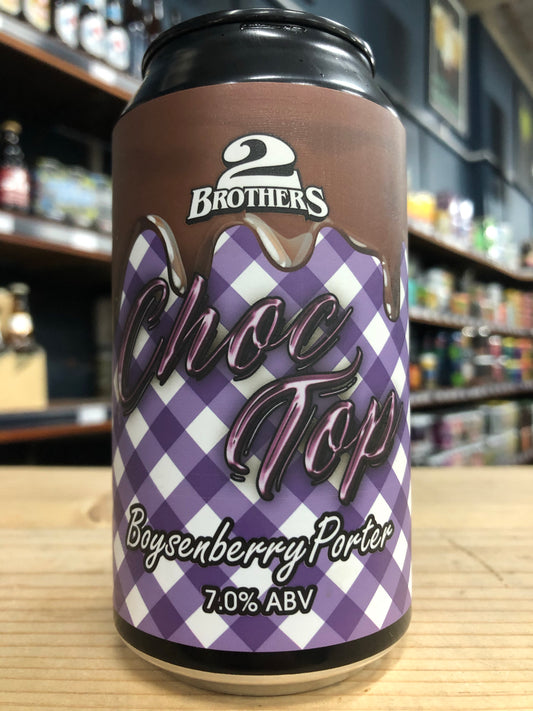 2
BROTHERS
Choc
Top
Boysenberry Porter
7.0% ABV